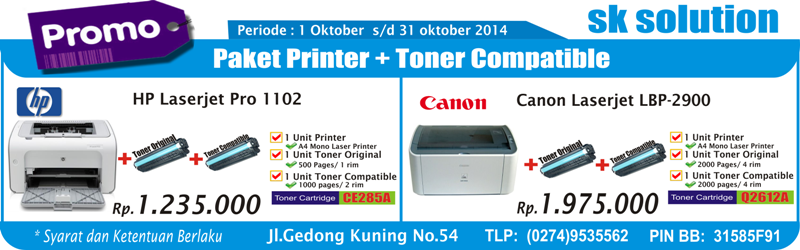 Promo
Periode : 1 Oktober s/d 31 oktober 2014
sk solution
Paket Printer + Toner Compatible
hp
HP Laserjet Pro 1102
Toner Original
Toner Compatible
1 Unit Printer
A4 Mono Laser Printer
1 Unit Toner Original
500 Pages/ 1 rim
1 Unit Toner Compatible
1000 pages/ 2 rim
Toner Cartridge CE285A
Rp. 1.235.000
Canon
Canon Laserjet LBP-2900
Toner Original
Toner Compatible
1 Unit Printer
A4 Mono Laser Printer
1 Unit Toner Original
2000 Pages/ 4 rim
1 Unit Toner Compatible
2000 pages/ 4 rim
Toner Cartridge Q2612A
Rp. 1.975.000
* Syarat dan Ketentuan Berlaku
Jl.Gedong Kuning No.54 TLP: (0274)9535562 PIN BB: 31585F91